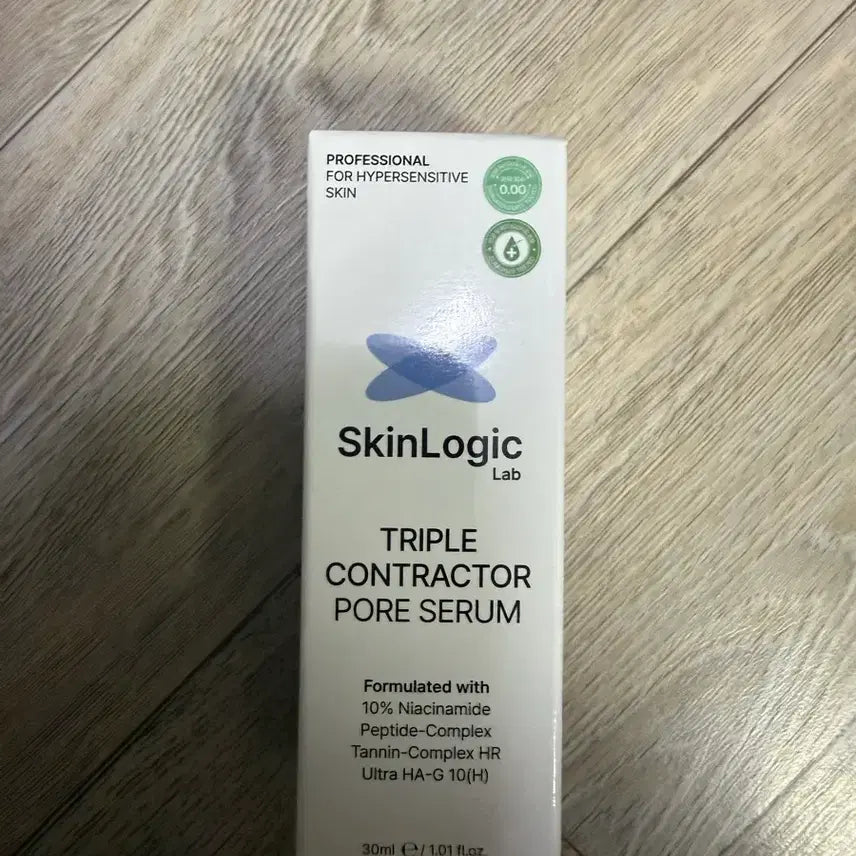 PROFESSIONAL
FOR HYPERSENSITIVE
SKIN
0.00
SkinLogic
Lab
TRIPLE
CONTRACTOR
PORE SERUM
Formulated with
10% Niacinamide
Peptide-Complex
Tannin-Complex HR
Ultra HA-G 10(H)
30ml ℮ / 1.01 fl.oz